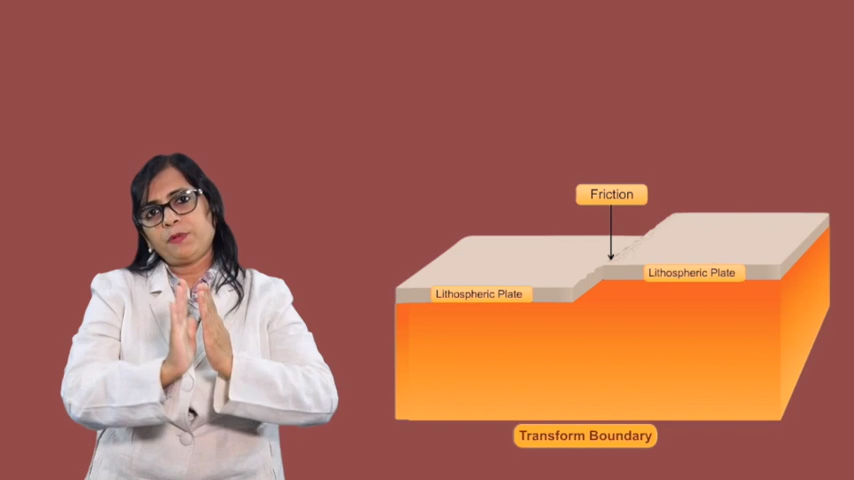 Friction
Lithospheric Plate
Lithospheric Plate
Transform Boundary